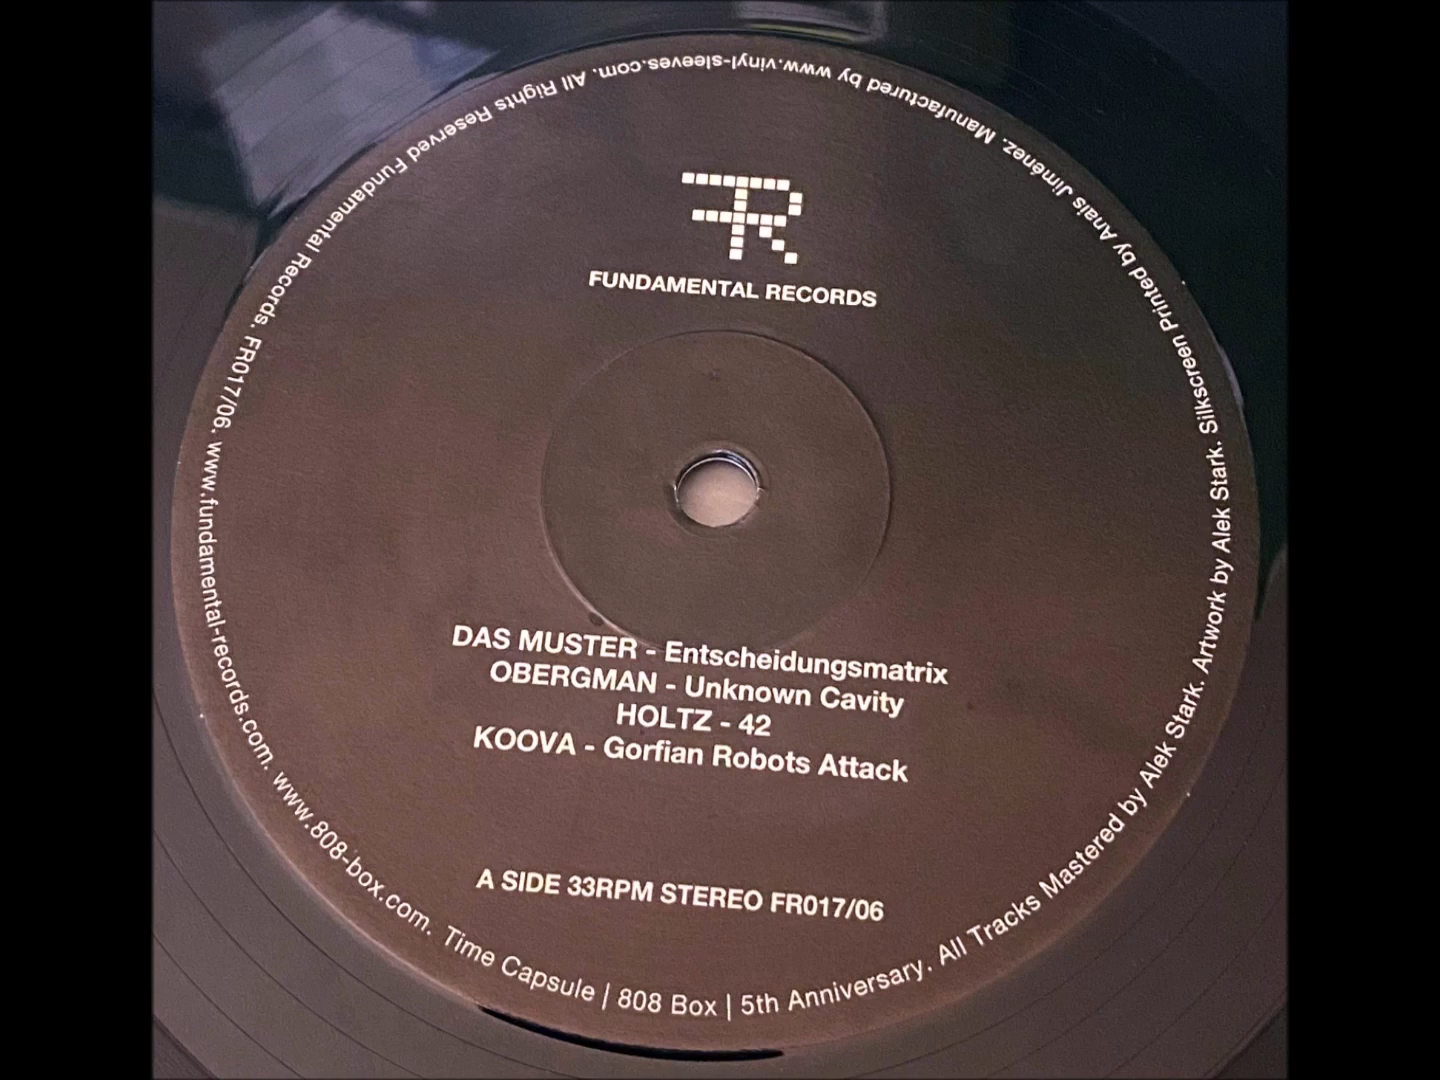 FR
FUNDAMENTAL RECORDS
DAS MUSTER - Entscheidungsmatrix
OBERGMAN - Unknown Cavity
HOLTZ - 42
KOOVA - Gorfian Robots Attack
A SIDE 33RPM STEREO FR017/06
FR017/06. www.fundamental-records.com. www.808-box.com. Time Capsule | 808 Box | 5th Anniversary. All Tracks Mastered by Alek Stark. Artwork by Alek Stark. Silkscreen Printed by Anais Jiménez. Manufactured by www.vinyl-sleeves.com. All Rights Reserved Fundamental Records.